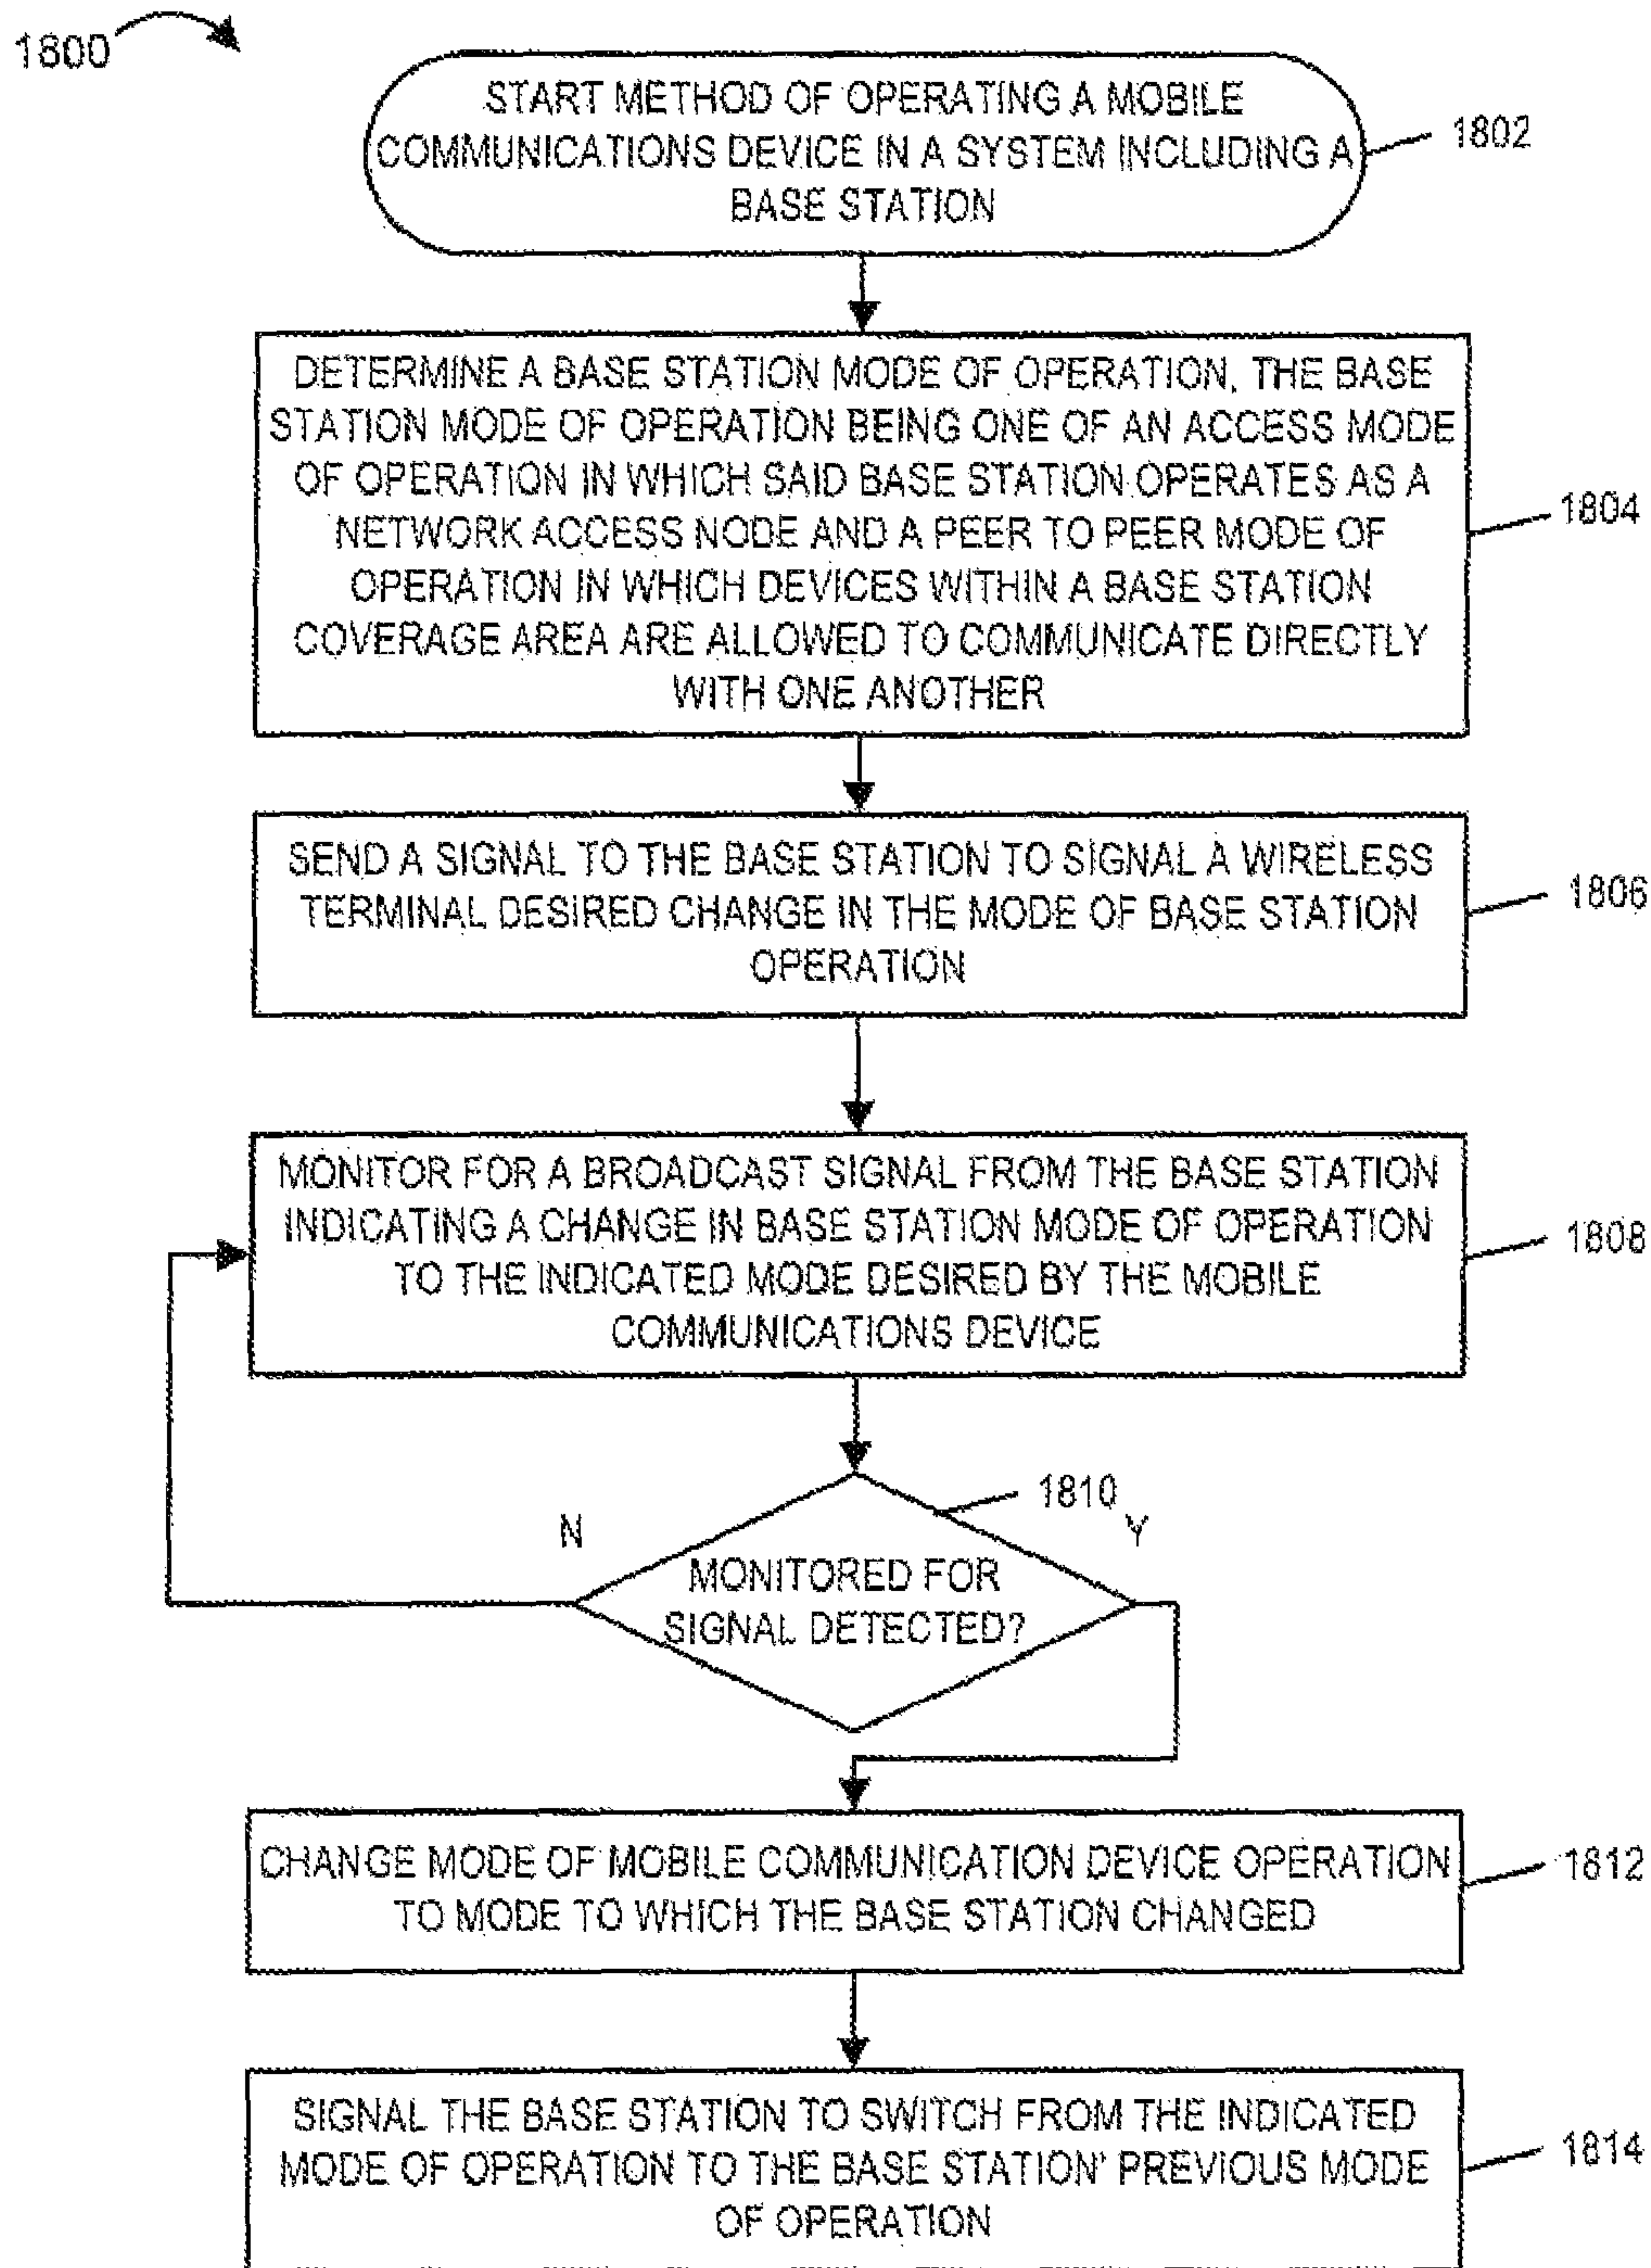 1800
START METHOD OF OPERATING A MOBILE
COMMUNICATIONS DEVICE IN A SYSTEM INCLUDING A
BASE STATION
1802
DETERMINE A BASE STATION MODE OF OPERATION, THE BASE
STATION MODE OF OPERATION BEING ONE OF AN ACCESS MODE
OF OPERATION IN WHICH SAID BASE STATION OPERATES AS A
NETWORK ACCESS NODE AND A PEER TO PEER MODE OF
OPERATION IN WHICH DEVICES WITHIN A BASE STATION
COVERAGE AREA ARE ALLOWED TO COMMUNICATE DIRECTLY
WITH ONE ANOTHER
1804
SEND A SIGNAL TO THE BASE STATION TO SIGNAL A WIRELESS
TERMINAL DESIRED CHANGE IN THE MODE OF BASE STATION
OPERATION
1806
MONITOR FOR A BROADCAST SIGNAL FROM THE BASE STATION
INDICATING A CHANGE IN BASE STATION MODE OF OPERATION
TO THE INDICATED MODE DESIRED BY THE MOBILE
COMMUNICATIONS DEVICE
1808
1810
N
Y
MONITORED FOR
SIGNAL DETECTED?
CHANGE MODE OF MOBILE COMMUNICATION DEVICE OPERATION
TO MODE TO WHICH THE BASE STATION CHANGED
1812
SIGNAL THE BASE STATION TO SWITCH FROM THE INDICATED
MODE OF OPERATION TO THE BASE STATION' PREVIOUS MODE
OF OPERATION
1814